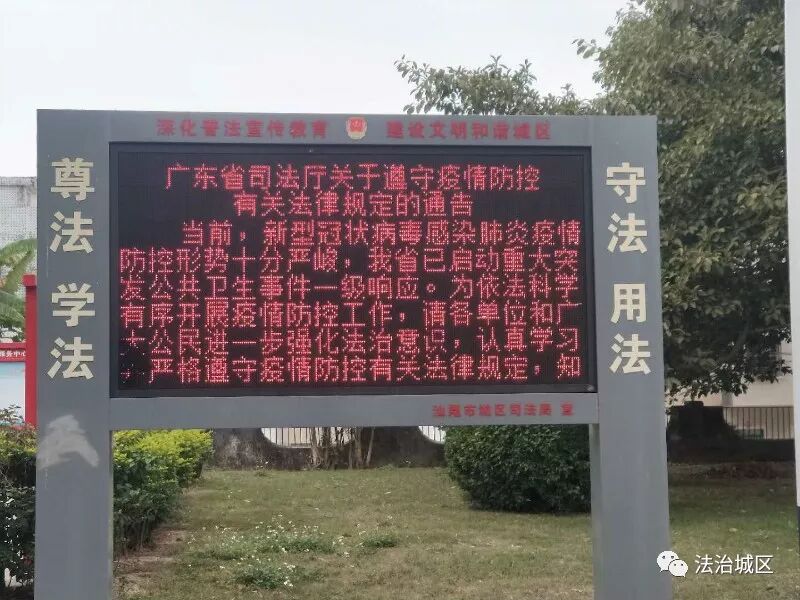 深化普法宣传教育 建设文明和谐城区
尊法 学法
广东省司法厅关于遵守疫情防控
有关法律规定的通告
当前，新型冠状病毒感染肺炎疫情
防控形势十分严峻，我省已启动重大突
发公共卫生事件一级响应。为依法科学
有序开展疫情防控工作，请各单位和广
大公民进一步强化法治意识，认真学习
、严格遵守疫情防控有关法律规定，知
守法 用法
汕尾市城区司法局 宣
服务中心
法治城区